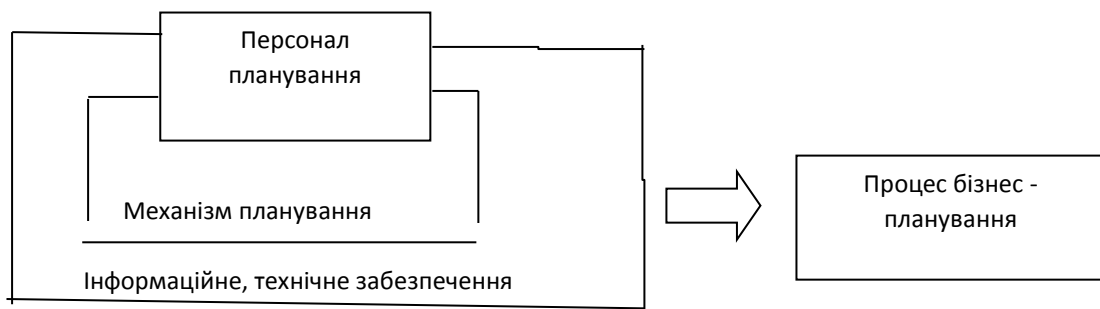 Персонал
планування
Механізм планування
Інформаційне, технічне забезпечення
Процес бізнес -
планування